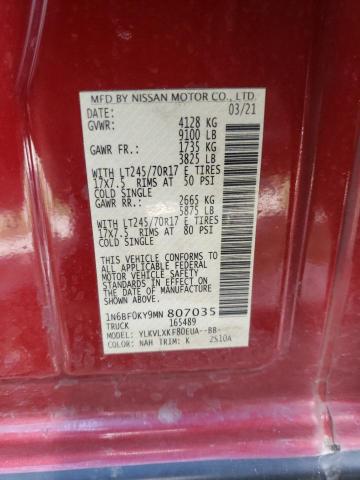 MFD BY NISSAN MOTOR CO., LTD.
DATE: 03/21
GVWR: 4128 KG
9100 LB
GAWR FR.: 1735 KG
3825 LB
WITH LT245/70R17 E TIRES
17X7.5 RIMS AT 50 PSI
COLD SINGLE
GAWR RR.: 2665 KG
5875 LB
WITH LT245/70R17 E TIRES
17X7.5 RIMS AT 80 PSI
COLD SINGLE
THIS VEHICLE CONFORMS TO ALL
APPLICABLE FEDERAL MOTOR VEHICLE
SAFETY STANDARDS IN EFFECT ON THE
DATE OF MANUFACTURE SHOWN ABOVE
1N6BF0KY9MN 807035
TRUCK 165489
MODEL: YLKVLXKF80EUA--BB-
COLOR: NAH TRIM: K 2S10A